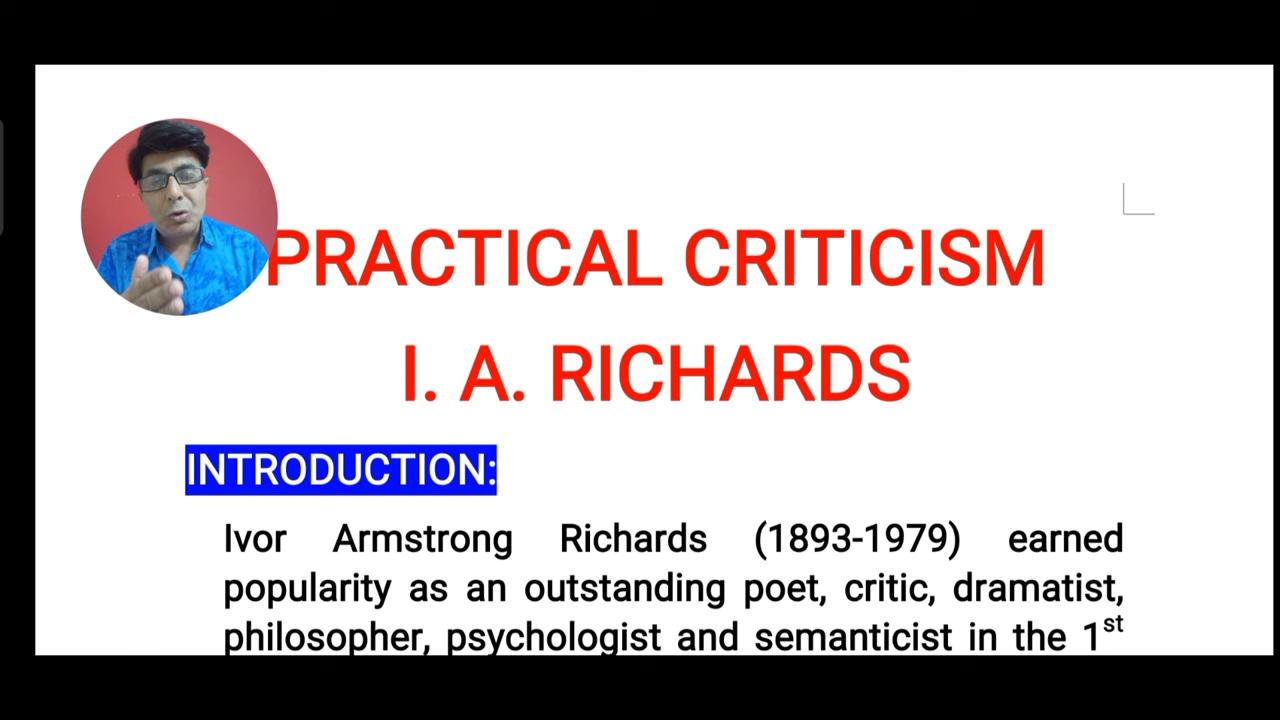 PRACTICAL CRITICISM
I. A. RICHARDS
INTRODUCTION:
Ivor Armstrong Richards (1893-1979) earned
popularity as an outstanding poet, critic, dramatist,
philosopher, psychologist and semanticist in the 1st